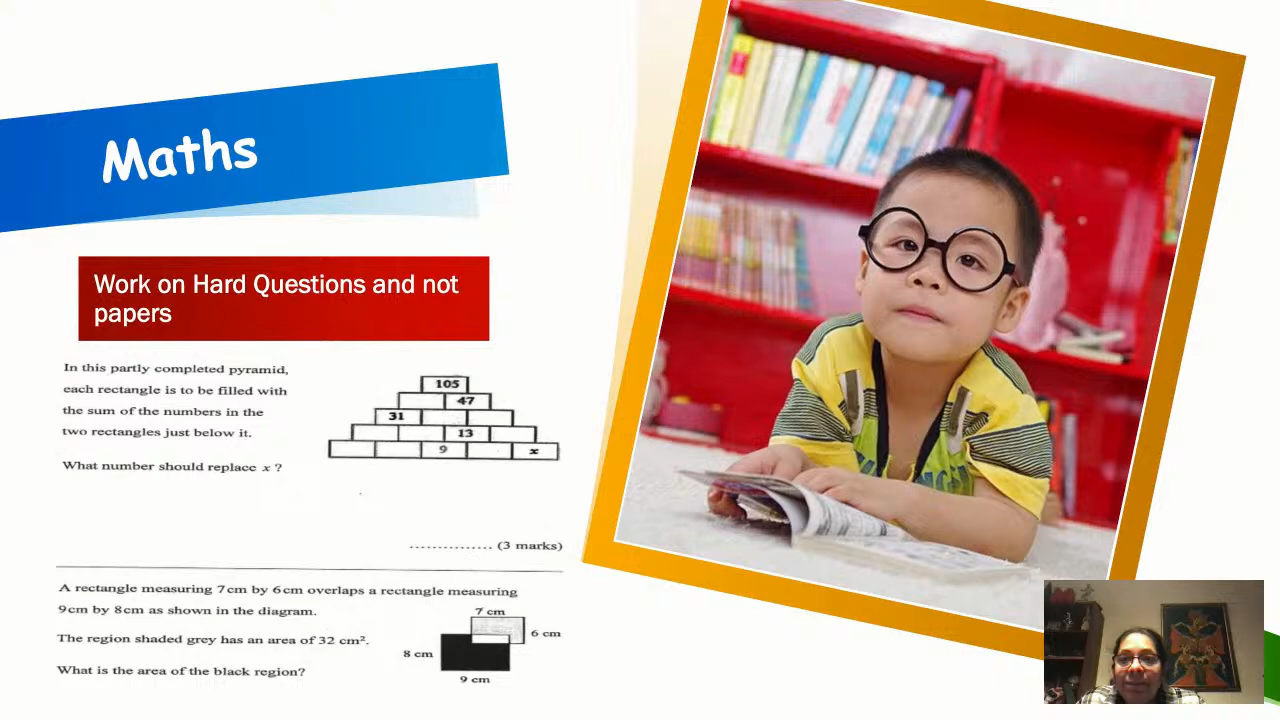 Maths
Work on Hard Questions and not
papers
In this partly completed pyramid,
each rectangle is to be filled with
the sum of the numbers in the
two rectangles just below it.
What number should replace x ?
105
47
31
13
9 x
............... (3 marks)
A rectangle measuring 7cm by 6cm overlaps a rectangle measuring
9cm by 8cm as shown in the diagram.
The region shaded grey has an area of 32 cm².
What is the area of the black region?
7 cm
6 cm
8 cm
9 cm